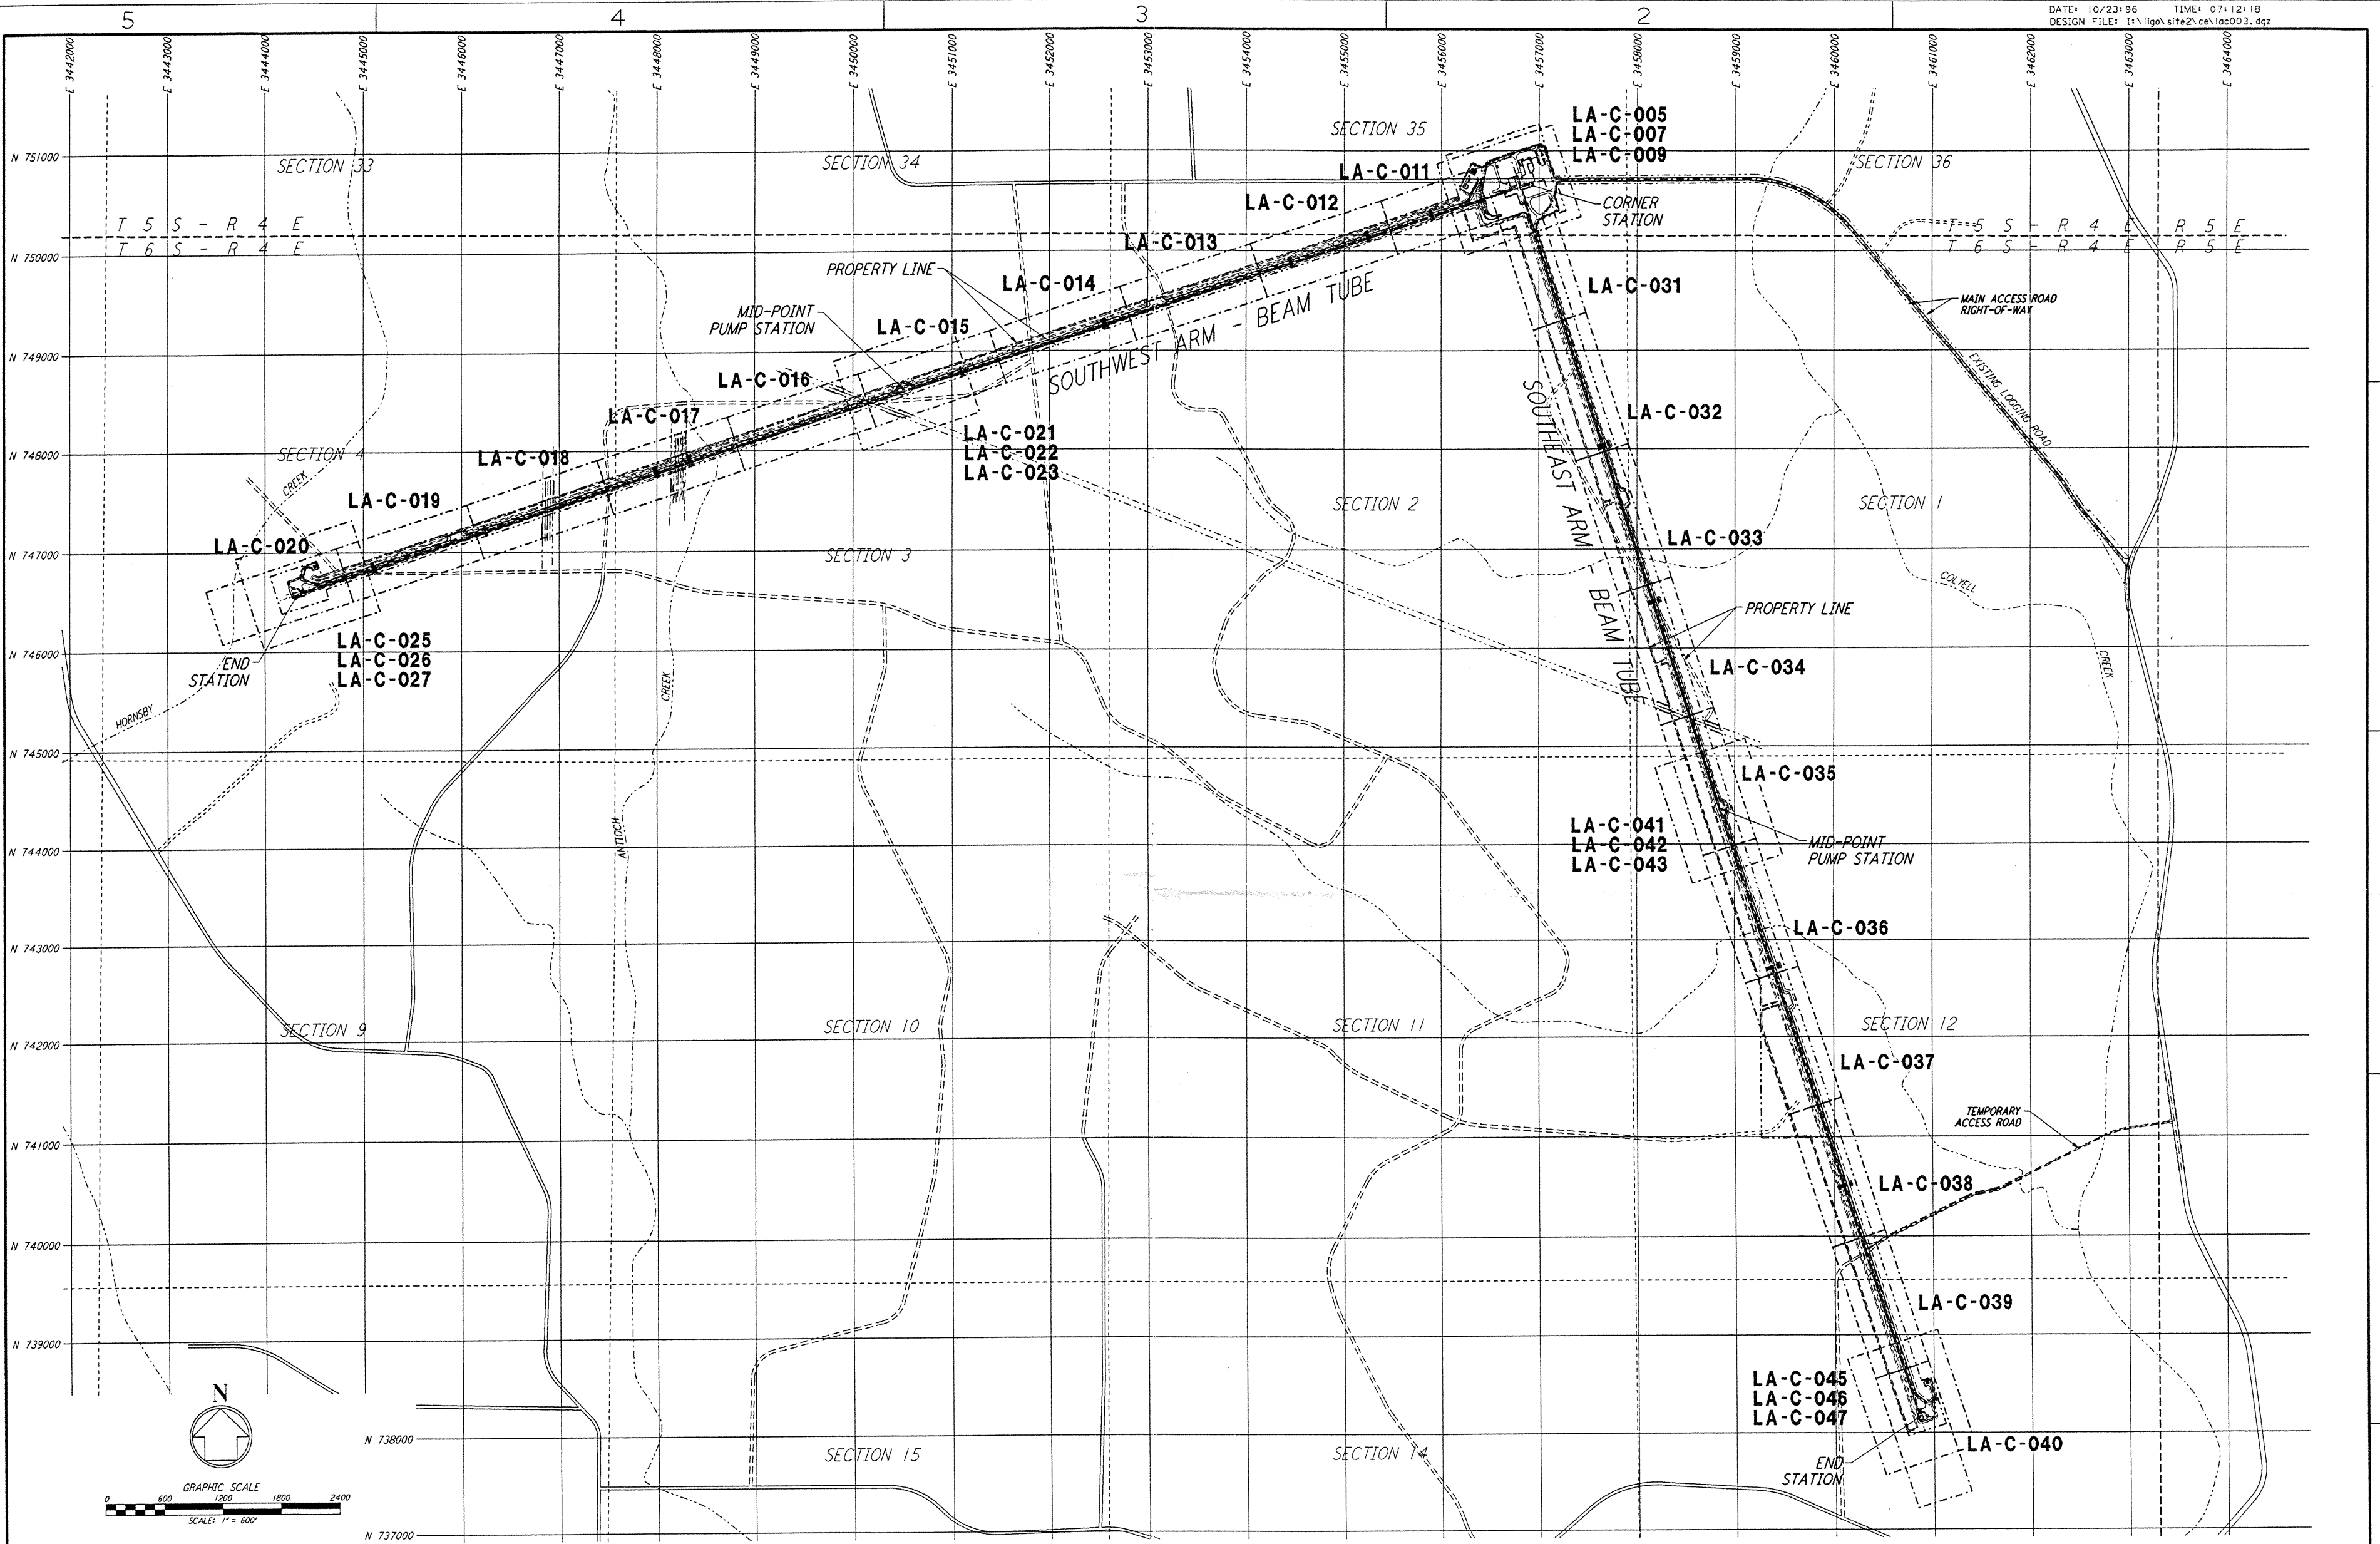 5 4 3 2
DATE: 10/23/96 TIME: 07:12:18
DESIGN FILE: I:\ligo\site2\ce\lac003.dgz
E 3442000
E 3443000
E 3444000
E 3445000
E 3446000
E 3447000
E 3448000
E 3449000
E 3450000
E 3451000
E 3452000
E 3453000
E 3454000
E 3455000
E 3456000
E 3457000
E 3458000
E 3459000
E 3460000
E 3461000
E 3462000
E 3463000
E 3464000
N 751000
N 750000
N 749000
N 748000
N 747000
N 746000
N 745000
N 744000
N 743000
N 742000
N 741000
N 740000
N 739000
N 738000
N 737000
SECTION 33
SECTION 34
SECTION 35
SECTION 36
T 5 S - R 4 E
T 6 S - R 4 E
T 5 S - R 4 E R 5 E
T 6 S - R 4 E R 5 E
LA-C-005
LA-C-007
LA-C-009
LA-C-011
LA-C-012
LA-C-013
LA-C-014
LA-C-015
LA-C-016
LA-C-017
LA-C-018
LA-C-019
LA-C-020
CORNER
STATION
PROPERTY LINE
MID-POINT
PUMP STATION
SOUTHWEST ARM - BEAM TUBE
LA-C-021
LA-C-022
LA-C-023
SECTION 4
CREEK
END
STATION
LA-C-025
LA-C-026
LA-C-027
HORNSBY
CREEK
ANTIOCH
SECTION 3
SECTION 2
SECTION 1
MAIN ACCESS ROAD
RIGHT-OF-WAY
EXISTING LOGGING ROAD
COLYELL
CREEK
SOUTHEAST ARM - BEAM TUBE
LA-C-031
LA-C-032
LA-C-033
PROPERTY LINE
LA-C-034
LA-C-035
LA-C-041
LA-C-042
LA-C-043
MID-POINT
PUMP STATION
LA-C-036
SECTION 9
SECTION 10
SECTION 11
SECTION 12
LA-C-037
TEMPORARY
ACCESS ROAD
LA-C-038
LA-C-039
LA-C-045
LA-C-046
LA-C-047
LA-C-040
END
STATION
SECTION 15
SECTION 14
N
GRAPHIC SCALE
0 600 1200 1800 2400
SCALE: 1" = 600'